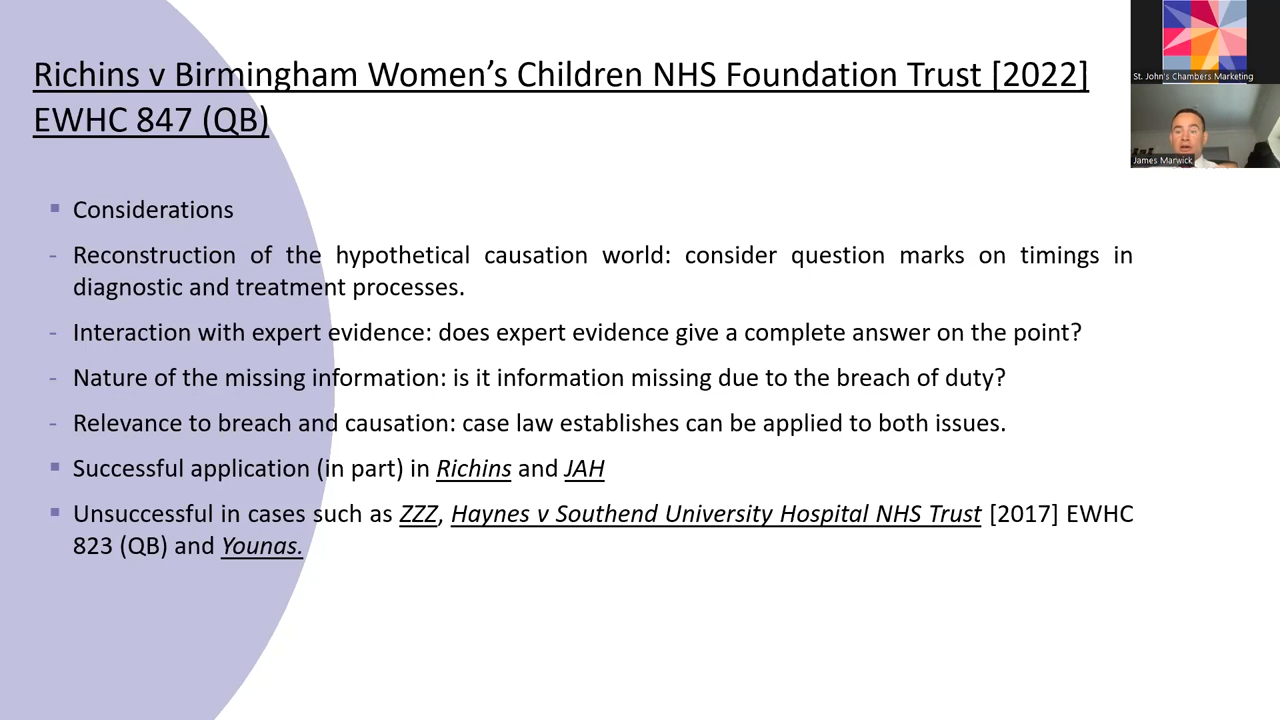 Richins v Birmingham Women’s Children NHS Foundation Trust [2022]
EWHC 847 (QB)
St. John's Chambers Marketing
James Marwick
▪ Considerations
- Reconstruction of the hypothetical causation world: consider question marks on timings in
diagnostic and treatment processes.
- Interaction with expert evidence: does expert evidence give a complete answer on the point?
- Nature of the missing information: is it information missing due to the breach of duty?
- Relevance to breach and causation: case law establishes can be applied to both issues.
▪ Successful application (in part) in Richins and JAH
▪ Unsuccessful in cases such as ZZZ, Haynes v Southend University Hospital NHS Trust [2017] EWHC
823 (QB) and Younas.